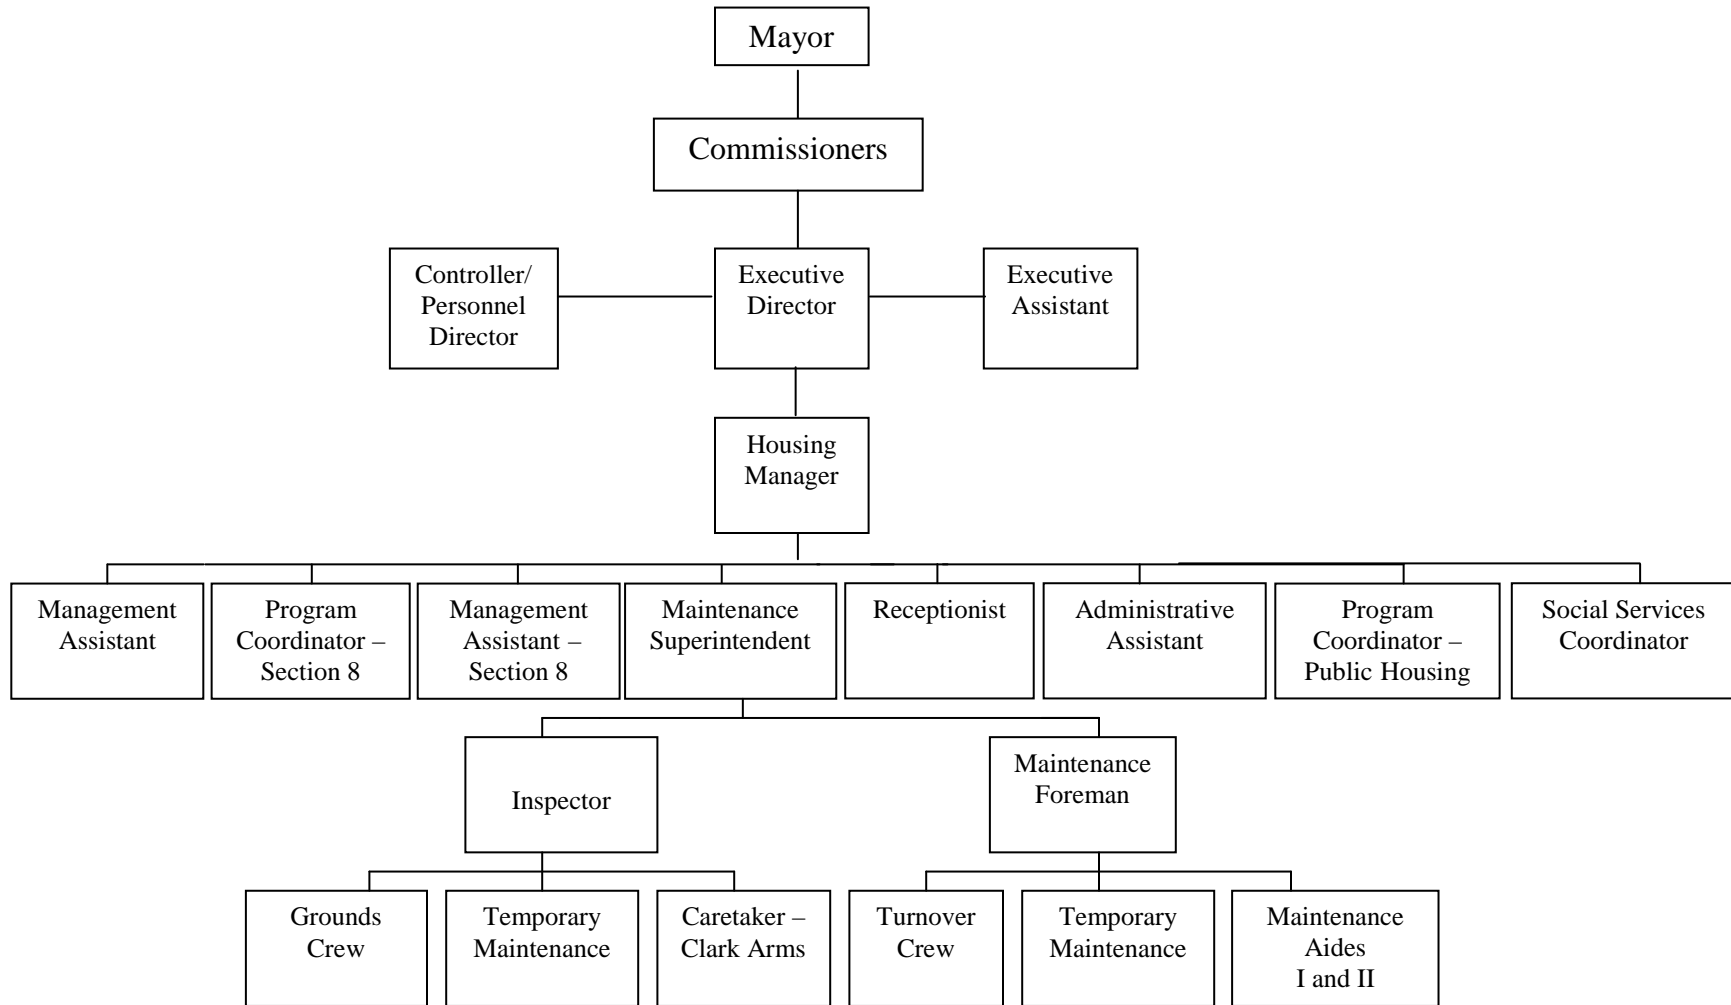 Mayor
Commissioners
Controller/
Personnel
Director
Executive
Director
Executive
Assistant
Housing
Manager
Management
Assistant
Program
Coordinator –
Section 8
Management
Assistant –
Section 8
Maintenance
Superintendent
Receptionist
Administrative
Assistant
Program
Coordinator –
Public Housing
Social Services
Coordinator
Inspector
Maintenance
Foreman
Grounds
Crew
Temporary
Maintenance
Caretaker –
Clark Arms
Turnover
Crew
Temporary
Maintenance
Maintenance
Aides
I and II